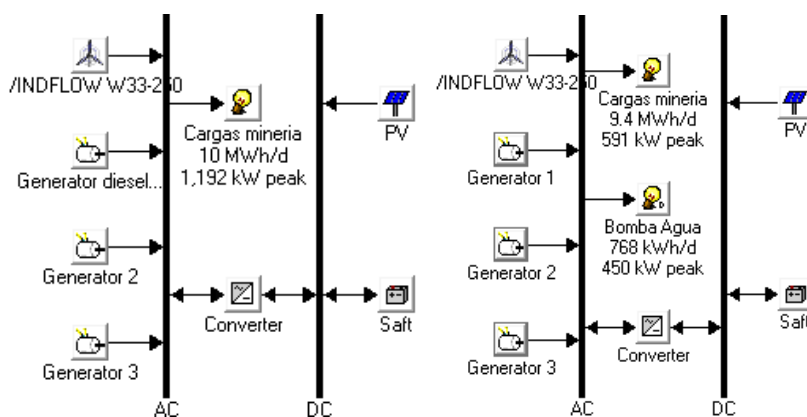 /INDFLOW W33-250
Cargas mineria
10 MWh/d
1,192 kW peak
PV
Generator diesel...
Generator 2
Converter
Saft
Generator 3
AC
DC
/INDFLOW W33-250
Cargas mineria
9.4 MWh/d
591 kW peak
PV
Generator 1
Bomba Agua
768 kWh/d
450 kW peak
Generator 2
Saft
Generator 3
Converter
AC
DC